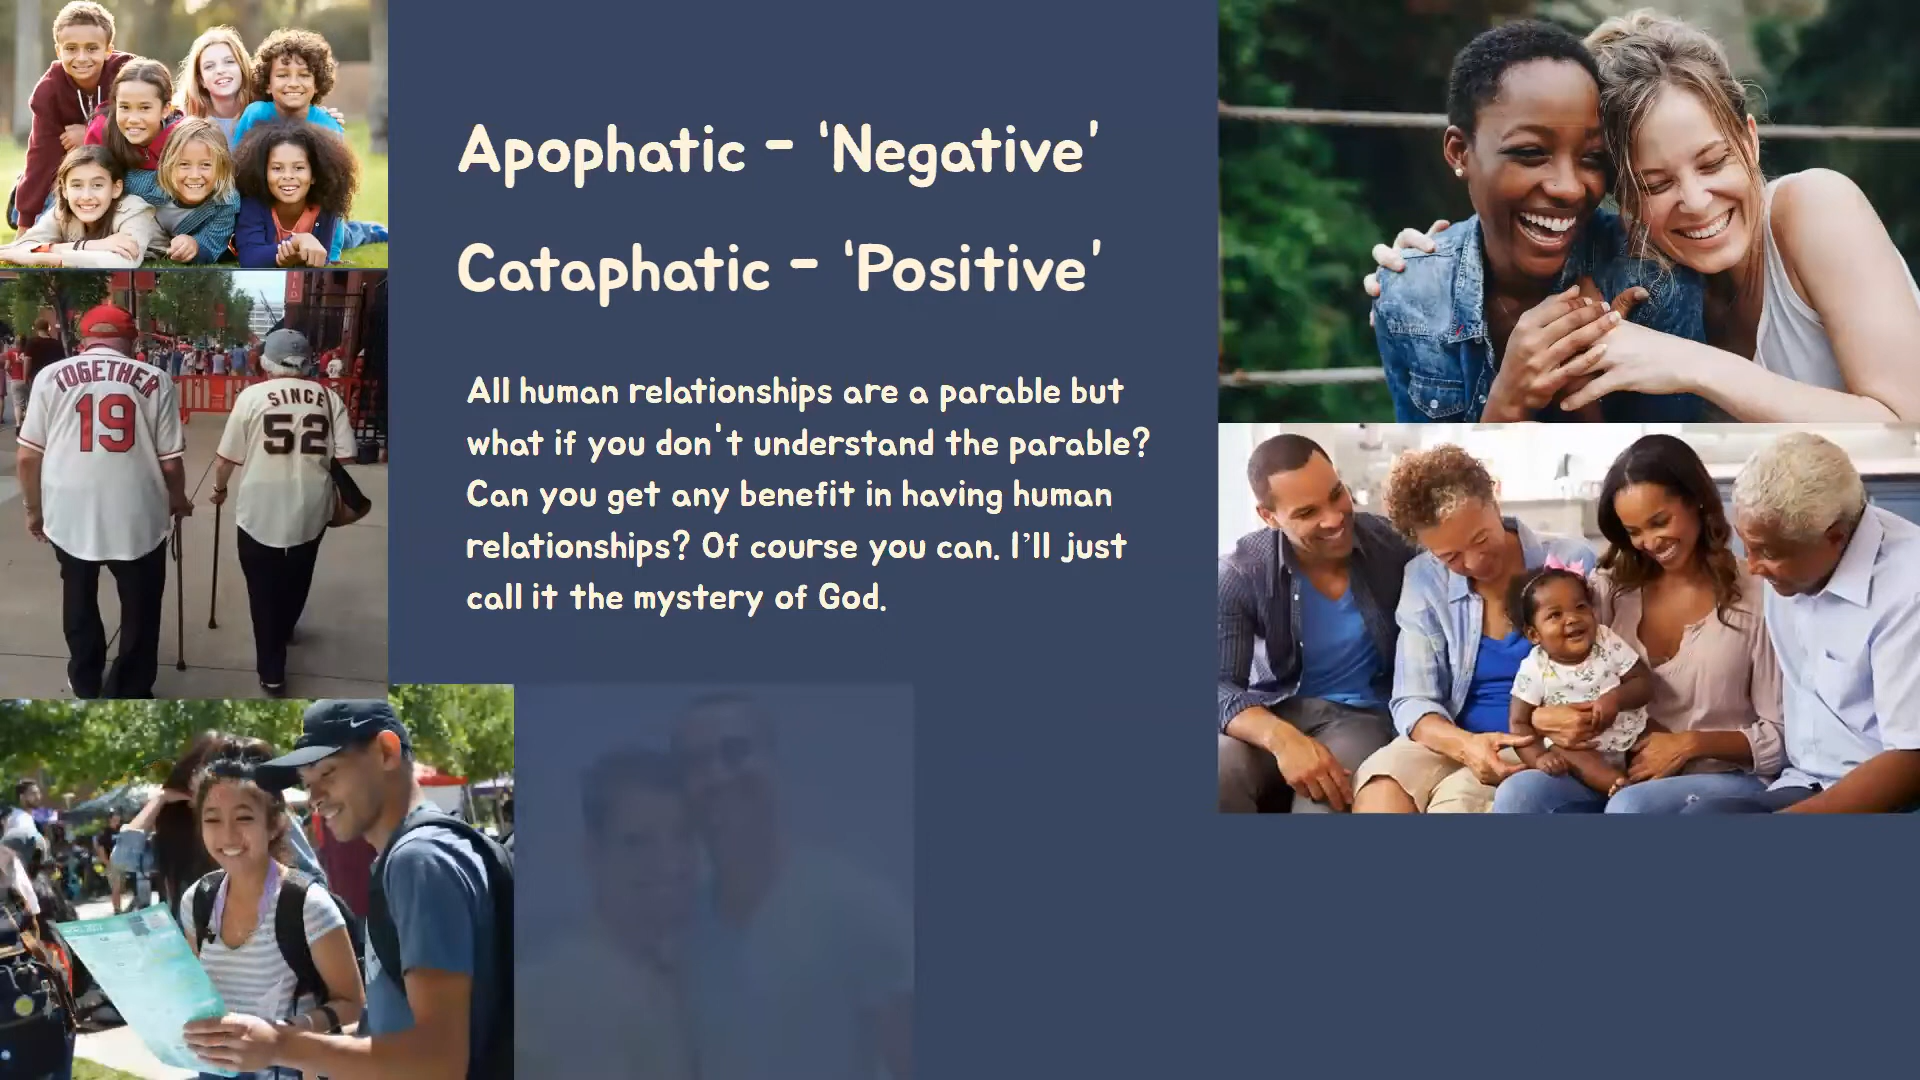 Apophatic - ‘Negative’
Cataphatic - ‘Positive’
All human relationships are a parable but
what if you don't understand the parable?
Can you get any benefit in having human
relationships? Of course you can. I’ll just
call it the mystery of God.
TOGETHER
19
SINCE
52